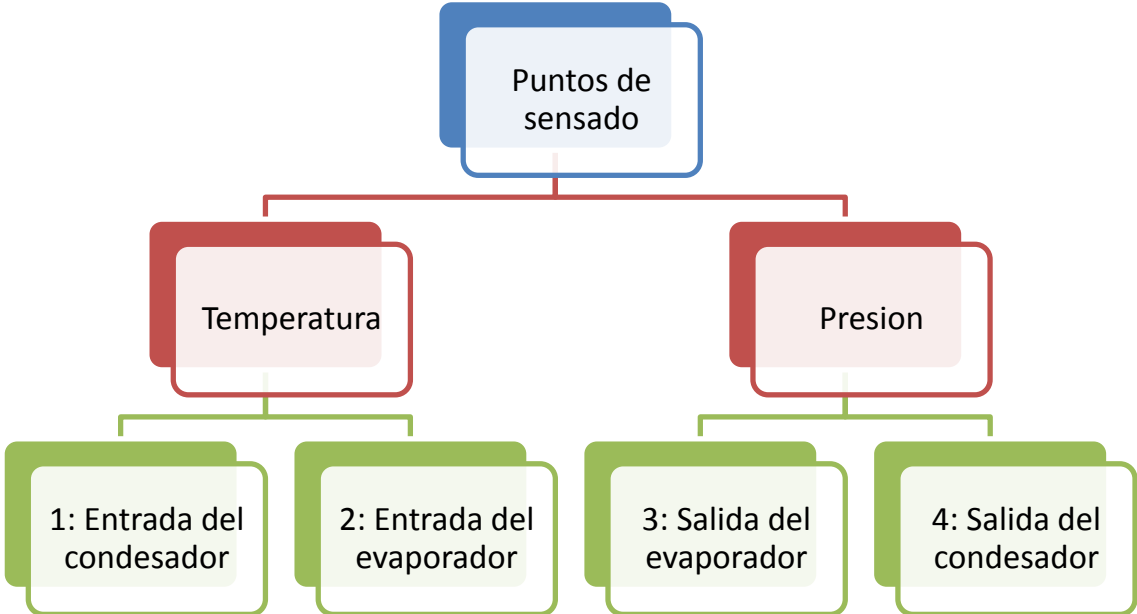 Puntos de
sensado
Temperatura
Presion
1: Entrada del
condesador
2: Entrada del
evaporador
3: Salida del
evaporador
4: Salida del
condesador